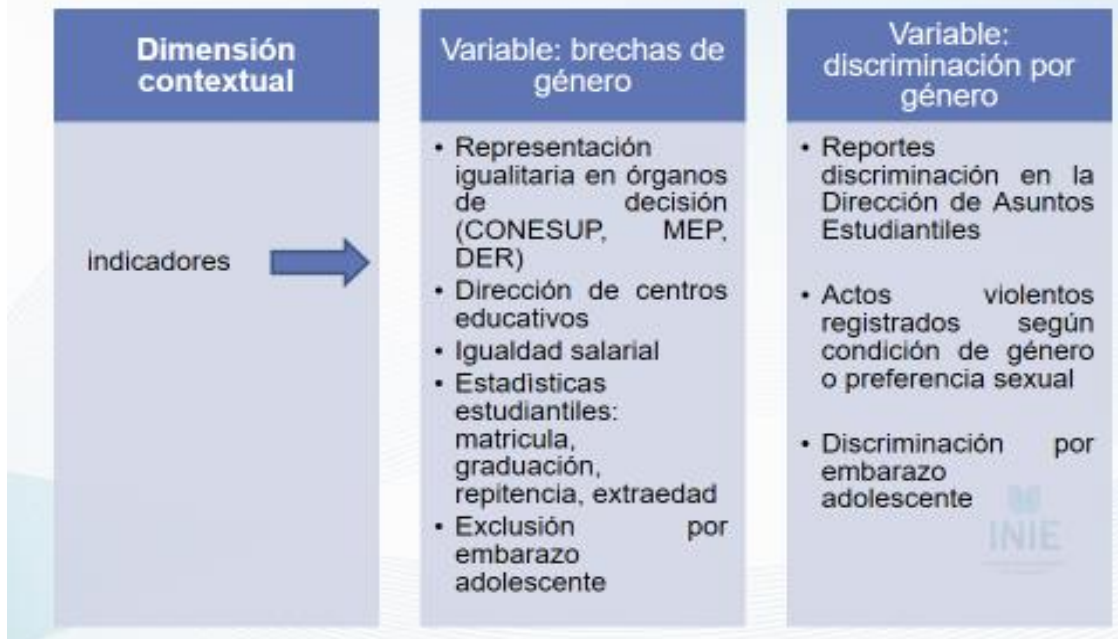 Dimensión
contextual
indicadores
Variable: brechas de
género
• Representación
igualitaria en órganos
de decisión
(CONESUP, MEP,
DER)
• Dirección de centros
educativos
• Igualdad salarial
• Estadísticas
estudiantiles:
matricula,
graduación,
repitencia, extraedad
• Exclusión por
embarazo
adolescente
Variable:
discriminación por
género
• Reportes
discriminación en la
Dirección de Asuntos
Estudiantiles
• Actos violentos
registrados según
condición de género
o preferencia sexual
• Discriminación por
embarazo
adolescente
INIE